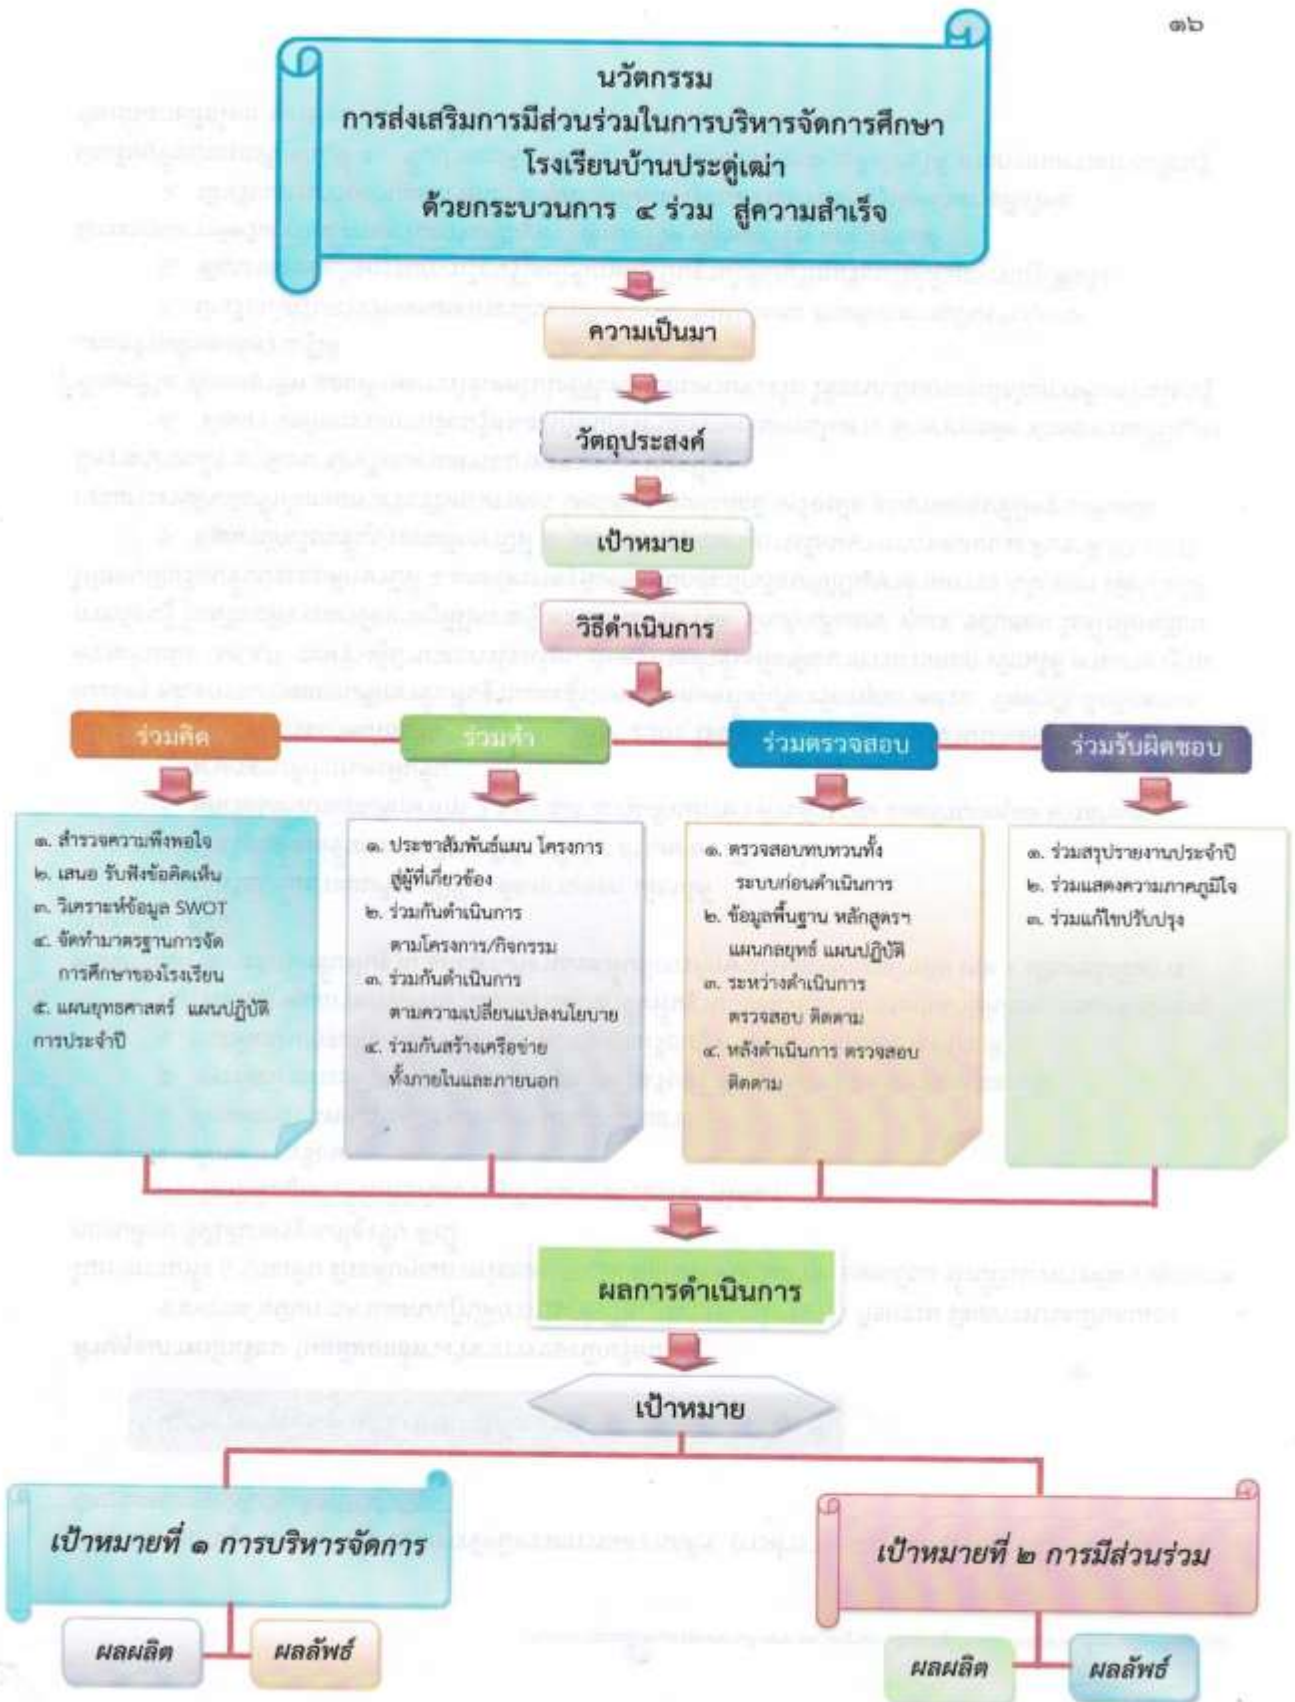 ๑๖
นวัตกรรม
การส่งเสริมการมีส่วนร่วมในการบริหารจัดการศึกษา
โรงเรียนบ้านประตู่เฒ่า
ด้วยกระบวนการ ๔ ร่วม สู่ความสำเร็จ
ความเป็นมา
วัตถุประสงค์
เป้าหมาย
วิธีดำเนินการ
ร่วมคิด
ร่วมทำ
ร่วมตรวจสอบ
ร่วมรับผิดชอบ
๑. สำรวจความพึงพอใจ
๒. เสนอ รับฟังข้อคิดเห็น
๓. วิเคราะห์ข้อมูล SWOT
๔. จัดทำมาตรฐานการจัด
การศึกษาของโรงเรียน
๕. แผนยุทธศาสตร์ แผนปฏิบัติ
การประจำปี
๑. ประชาสัมพันธ์แผน โครงการ
สู่ผู้ที่เกี่ยวข้อง
๒. ร่วมกันดำเนินการ
ตามโครงการ/กิจกรรม
๓. ร่วมกันดำเนินการ
ตามความเปลี่ยนแปลงนโยบาย
๔. ร่วมกันสร้างเครือข่าย
ทั้งภายในและภายนอก
๑. ตรวจสอบทบทวนทั้ง
ระบบก่อนดำเนินการ
๒. ข้อมูลพื้นฐาน หลักสูตรฯ
แผนกลยุทธ์ แผนปฏิบัติ
๓. ระหว่างดำเนินการ
ตรวจสอบ ติดตาม
๔. หลังดำเนินการ ตรวจสอบ
ติดตาม
๑. ร่วมสรุปรายงานประจำปี
๒. ร่วมแสดงความภาคภูมิใจ
๓. ร่วมแก้ไขปรับปรุง
ผลการดำเนินการ
เป้าหมาย
เป้าหมายที่ ๑ การบริหารจัดการ
เป้าหมายที่ ๒ การมีส่วนร่วม
ผลผลิต
ผลลัพธ์
ผลผลิต
ผลลัพธ์